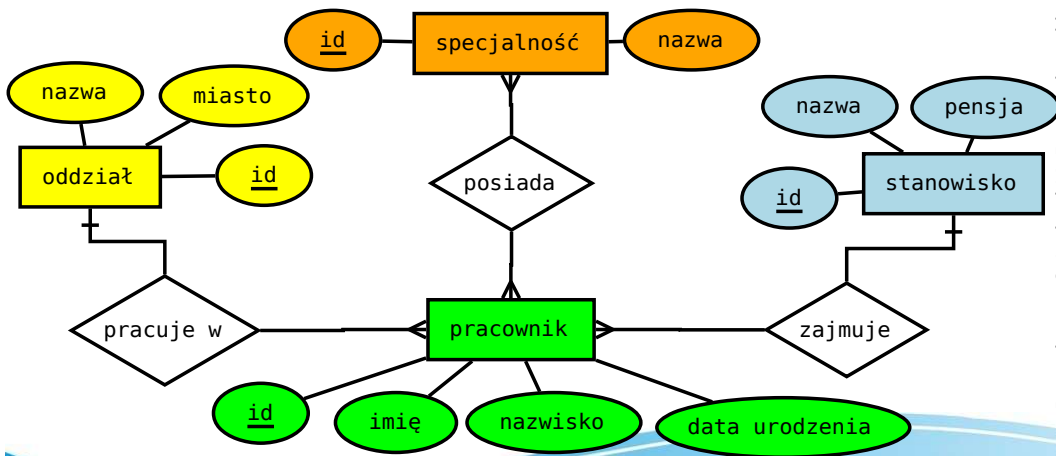 id
specjalność
nazwa
nazwa
miasto
nazwa
pensja
oddział
id
posiada
id
stanowisko
pracuje w
pracownik
zajmuje
id
imię
nazwisko
data urodzenia